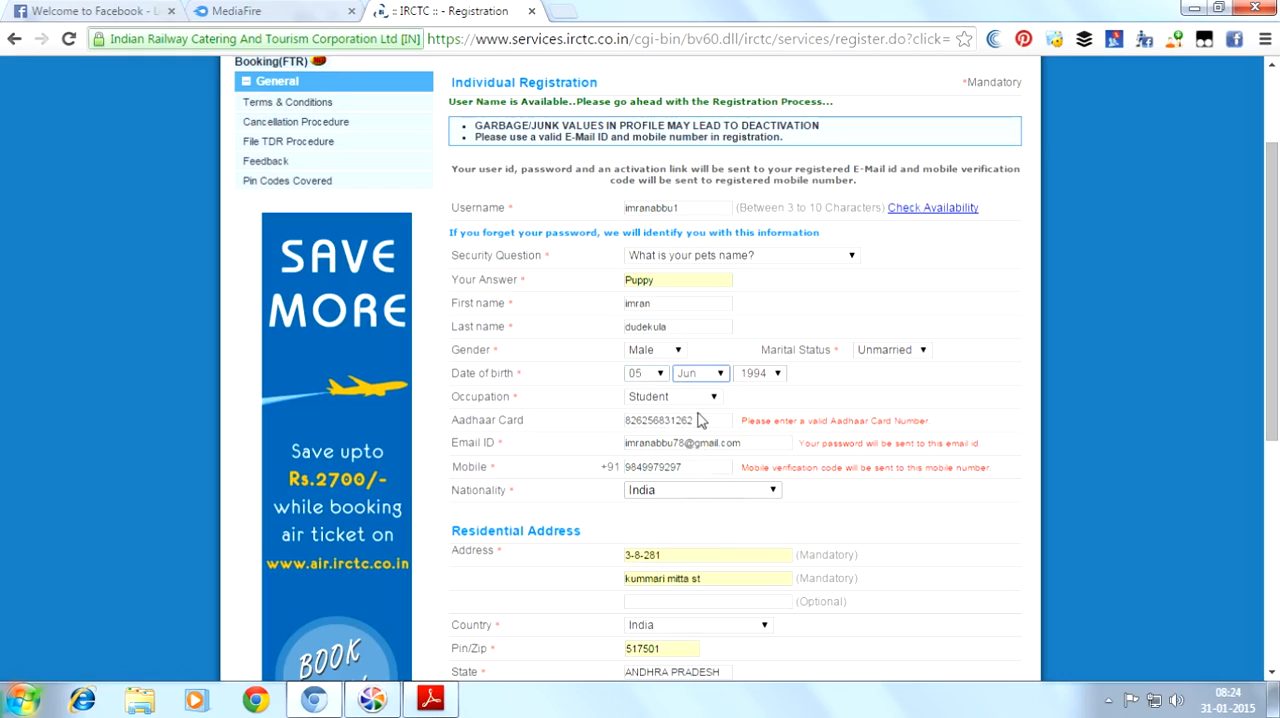 Welcome to Facebook - L
MediaFire
:: IRCTC :: - Registration
Indian Railway Catering And Tourism Corporation Ltd [IN]
https://www.services.irctc.co.in/cgi-bin/bv60.dll/irctc/services/register.do?click=
Booking(FTR)
General
Terms & Conditions
Cancellation Procedure
File TDR Procedure
Feedback
Pin Codes Covered
SAVE
MORE
Save upto
Rs.2700/-
while booking
air ticket on
www.air.irctc.co.in
BOOK
Individual Registration
*Mandatory
User Name is Available..Please go ahead with the Registration Process...
GARBAGE/JUNK VALUES IN PROFILE MAY LEAD TO DEACTIVATION
Please use a valid E-Mail ID and mobile number in registration.
Your user id, password and an activation link will be sent to your registered E-Mail id and mobile verification
code will be sent to registered mobile number.
Username * imranabbu1 (Between 3 to 10 Characters) Check Availability
If you forget your password, we will identify you with this information
Security Question * What is your pets name?
Your Answer * Puppy
First name * imran
Last name * dudekula
Gender * Male Marital Status * Unmarried
Date of birth * 05 Jun 1994
Occupation * Student
Aadhaar Card 826256831262 Please enter a valid Aadhaar Card Number.
Email ID * imranabbu78@gmail.com Your password will be sent to this email id
Mobile * +91 9849979297 Mobile verification code will be sent to this mobile number.
Nationality * India
Residential Address
Address * 3-8-281 (Mandatory)
kummari mitta st (Mandatory)
(Optional)
Country * India
Pin/Zip * 517501
State * ANDHRA PRADESH
08:24
31-01-2015